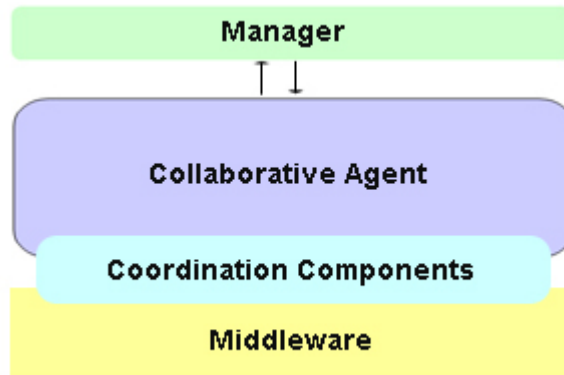 Manager
Collaborative Agent
Coordination Components
Middleware